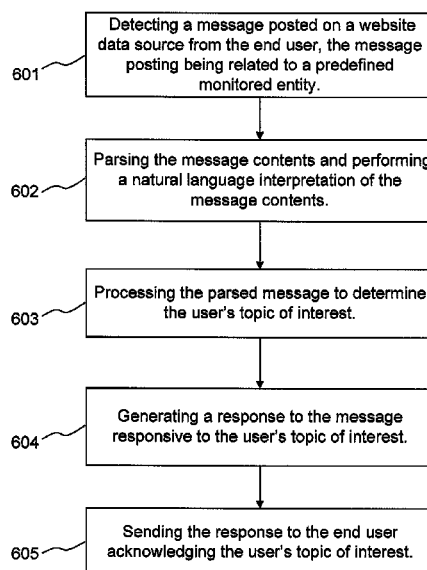 601
Detecting a message posted on a website
data source from the end user, the message
posting being related to a predefined
monitored entity.
602
Parsing the message contents and performing
a natural language interpretation of the
message contents.
603
Processing the parsed message to determine
the user's topic of interest.
604
Generating a response to the message
responsive to the user's topic of interest.
605
Sending the response to the end user
acknowledging the user's topic of interest.